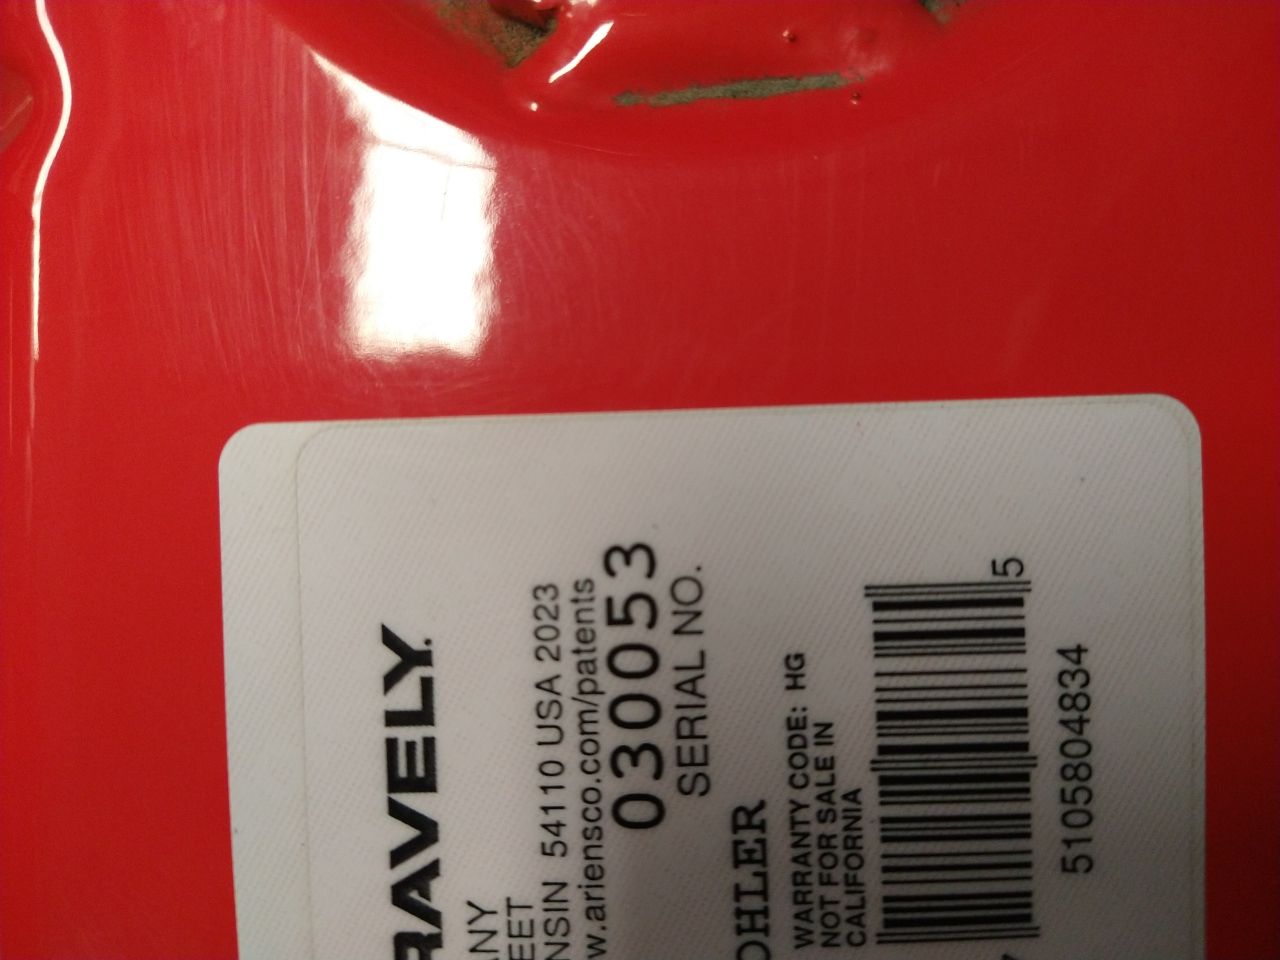 RAVELY.
ANY
EET
NSIN 54110 USA 2023
w.ariensco.com/patents
030053
SERIAL NO.
OHLER
WARRANTY CODE: HG
NOT FOR SALE IN
CALIFORNIA
5
5105804834